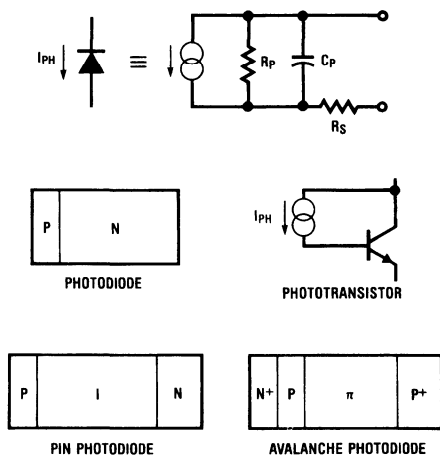 IPH
≡
RP
CP
RS
P N
PHOTODIODE
IPH
PHOTOTRANSISTOR
P I N
PIN PHOTODIODE
N+ P π P+
AVALANCHE PHOTODIODE